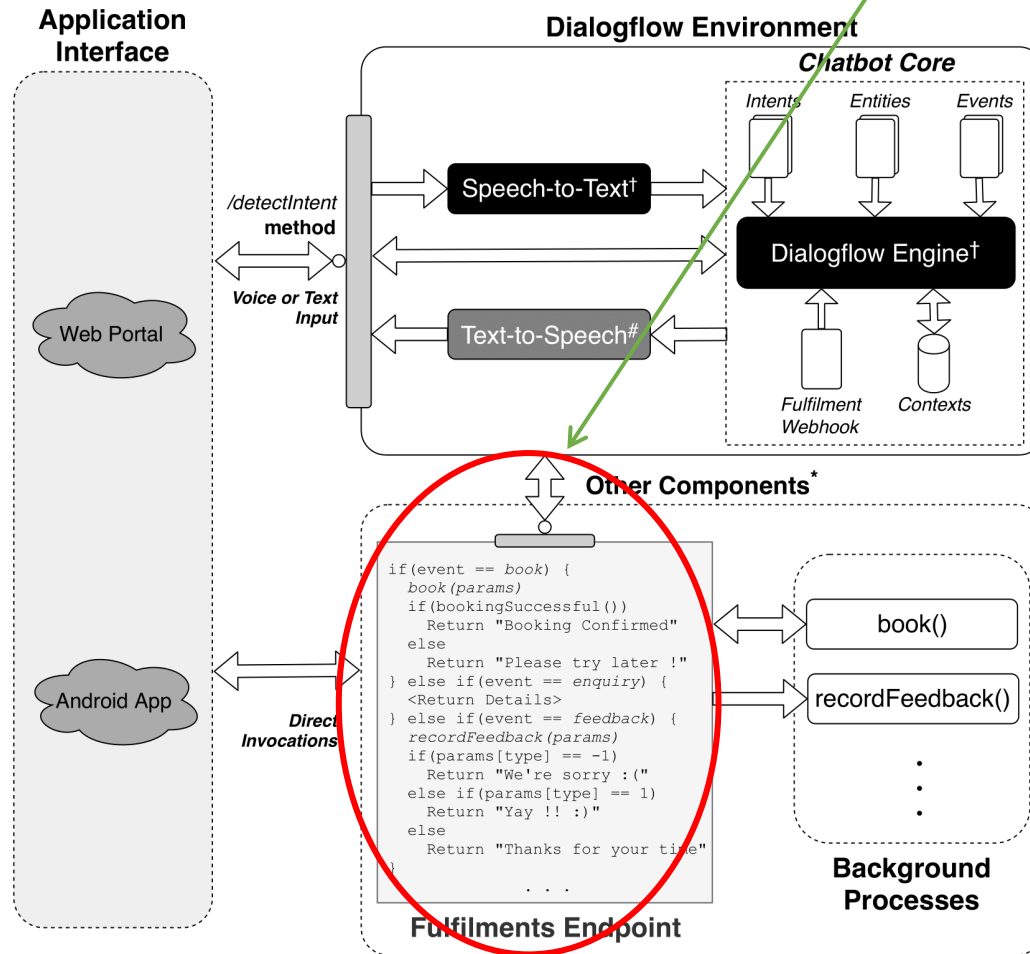 Application
Interface
Dialogflow Environment
Chatbot Core
Intents
Entities
Events
Speech-to-Text†
/detectIntent
method
Dialogflow Engine†
Voice or Text
Input
Web Portal
Text-to-Speech#
Fulfilment
Webhook
Contexts
Other Components*
if(event == book) {
book(params)
if(bookingSuccessful())
Return "Booking Confirmed"
else
Return "Please try later !"
} else if(event == enquiry) {
<Return Details>
} else if(event == feedback) {
recordFeedback(params)
if(params[type] == -1)
Return "We're sorry :("
else if(params[type] == 1)
Return "Yay !! :)"
else
Return "Thanks for your time"
}
. . .
Fulfilments Endpoint
Android App
Direct
Invocations
book()
recordFeedback()
.
.
.
Background
Processes